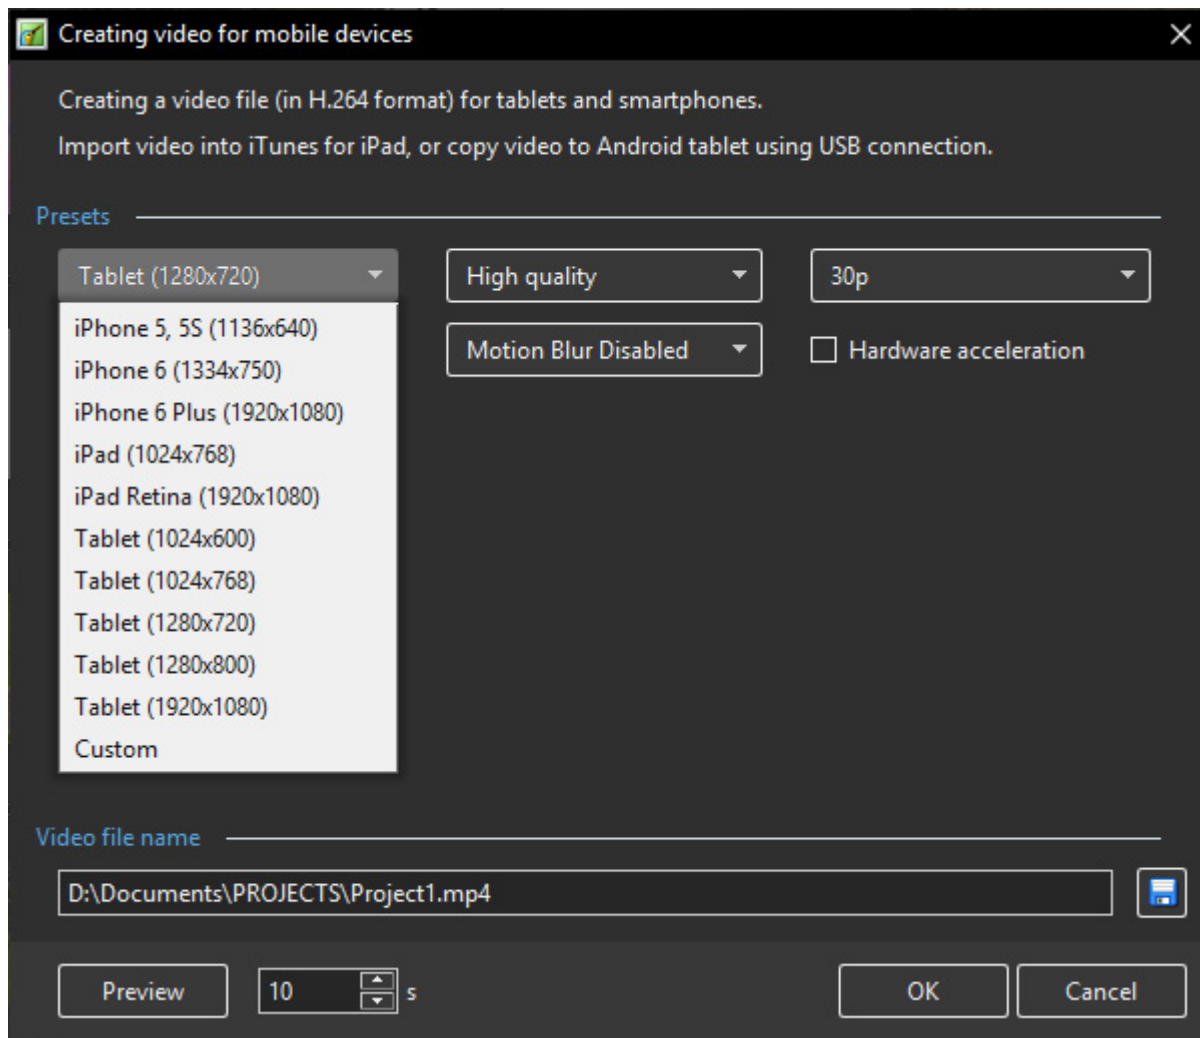 Creating video for mobile devices
Creating a video file (in H.264 format) for tablets and smartphones.
Import video into iTunes for iPad, or copy video to Android tablet using USB connection.
Presets
Tablet (1280x720)
High quality
30p
Motion Blur Disabled
Hardware acceleration
iPhone 5, 5S (1136x640)
iPhone 6 (1334x750)
iPhone 6 Plus (1920x1080)
iPad (1024x768)
iPad Retina (1920x1080)
Tablet (1024x600)
Tablet (1024x768)
Tablet (1280x720)
Tablet (1280x800)
Tablet (1920x1080)
Custom
Video file name
D:\Documents\PROJECTS\Project1.mp4
Preview
10
s
OK
Cancel